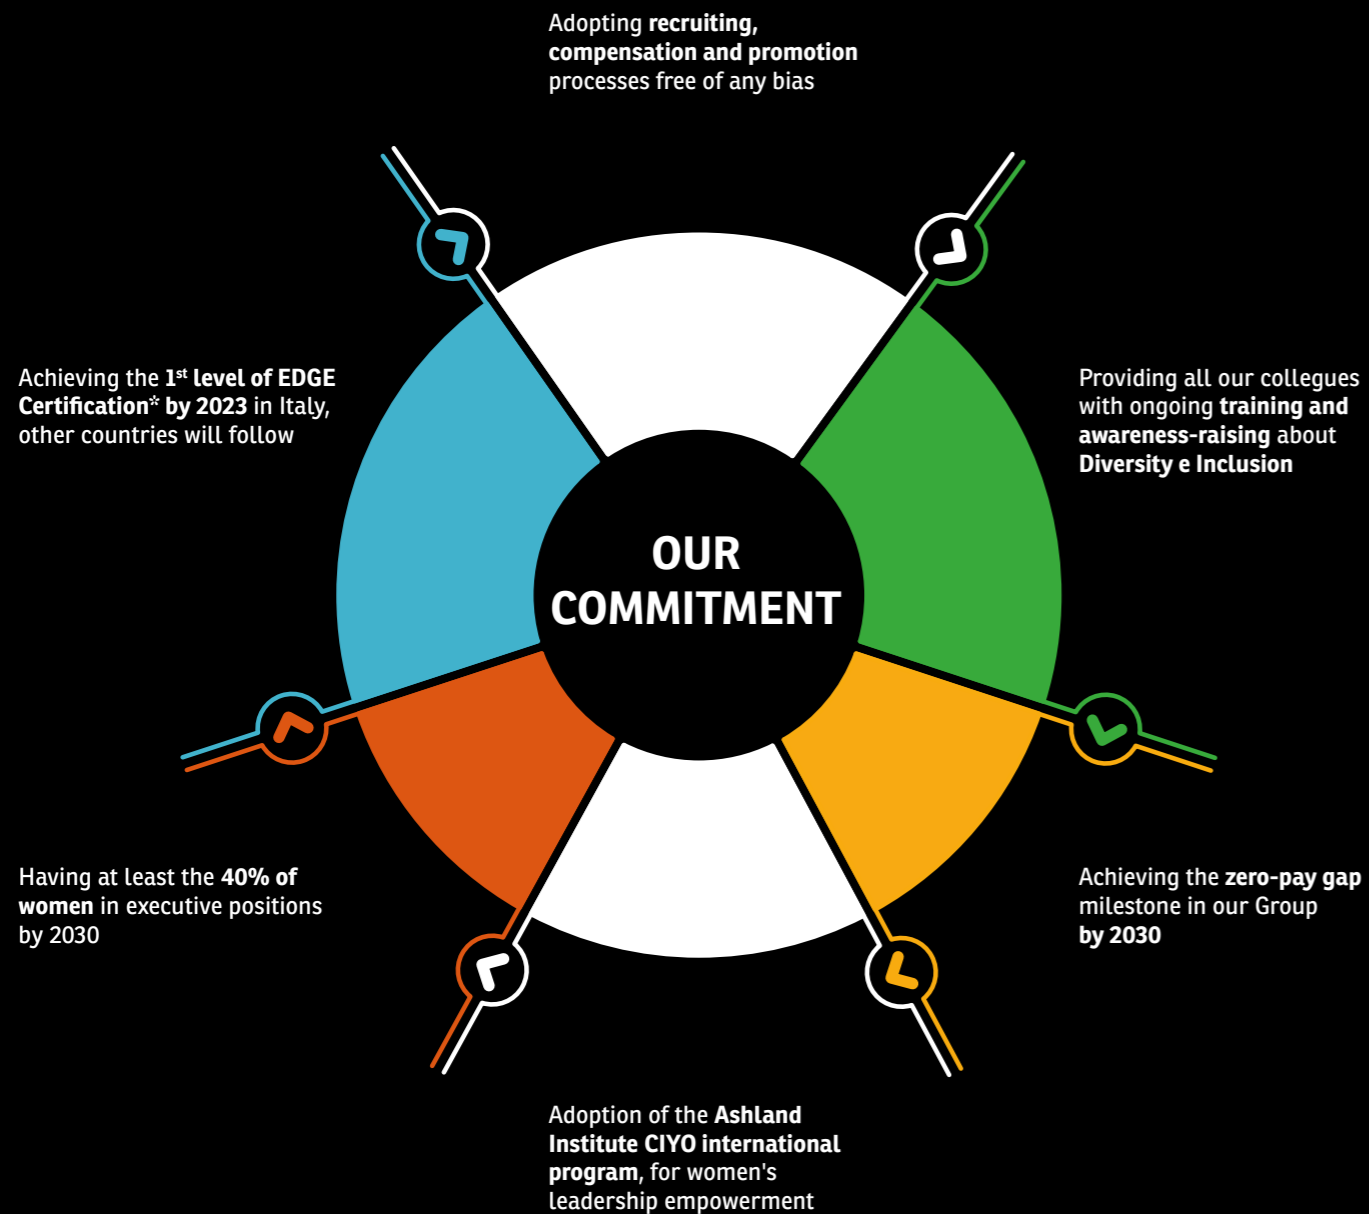 Adopting recruiting,
compensation and promotion
processes free of any bias
Achieving the 1st level of EDGE
Certification* by 2023 in Italy,
other countries will follow
Providing all our collegues
with ongoing training and
awareness-raising about
Diversity e Inclusion
OUR
COMMITMENT
Having at least the 40% of
women in executive positions
by 2030
Achieving the zero-pay gap
milestone in our Group
by 2030
Adoption of the Ashland
Institute CIYO international
program, for women's
leadership empowerment